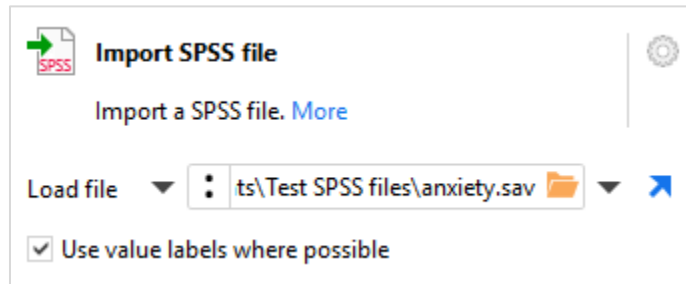 SPSS
Import SPSS file
Import a SPSS file. More
Load file : ts\Test SPSS files\anxiety.sav
Use value labels where possible